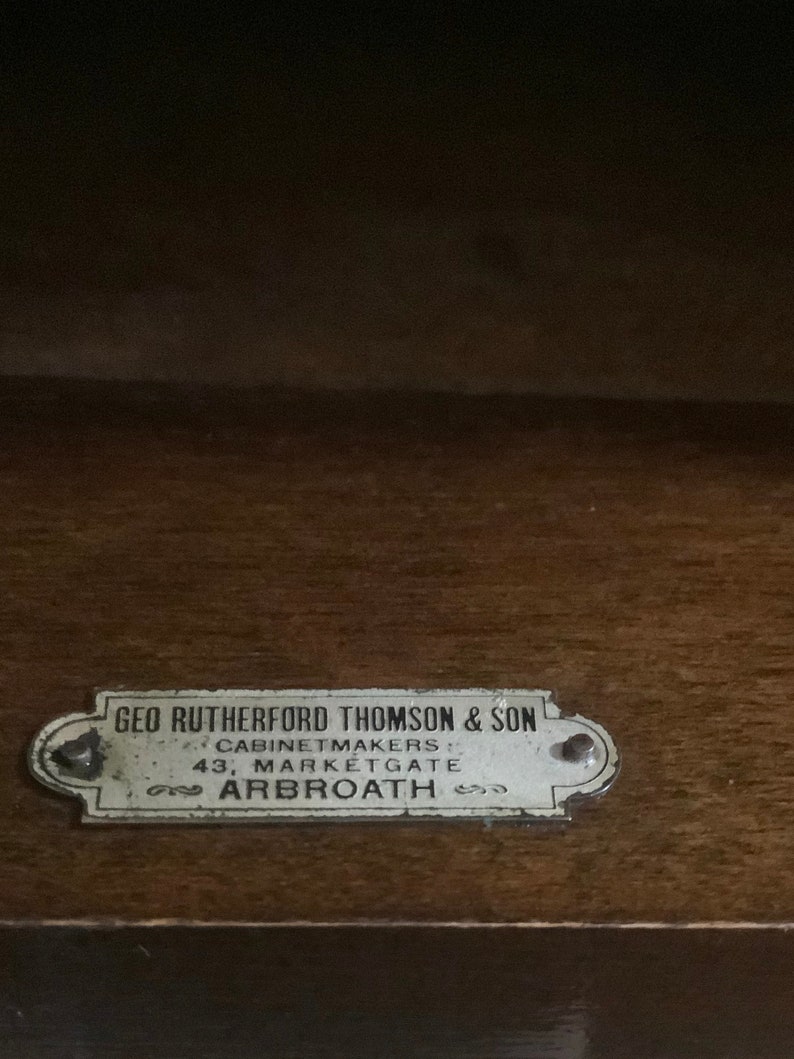 GEO RUTHERFORD THOMSON & SON
CABINETMAKERS
43, MARKETGATE
ARBROATH